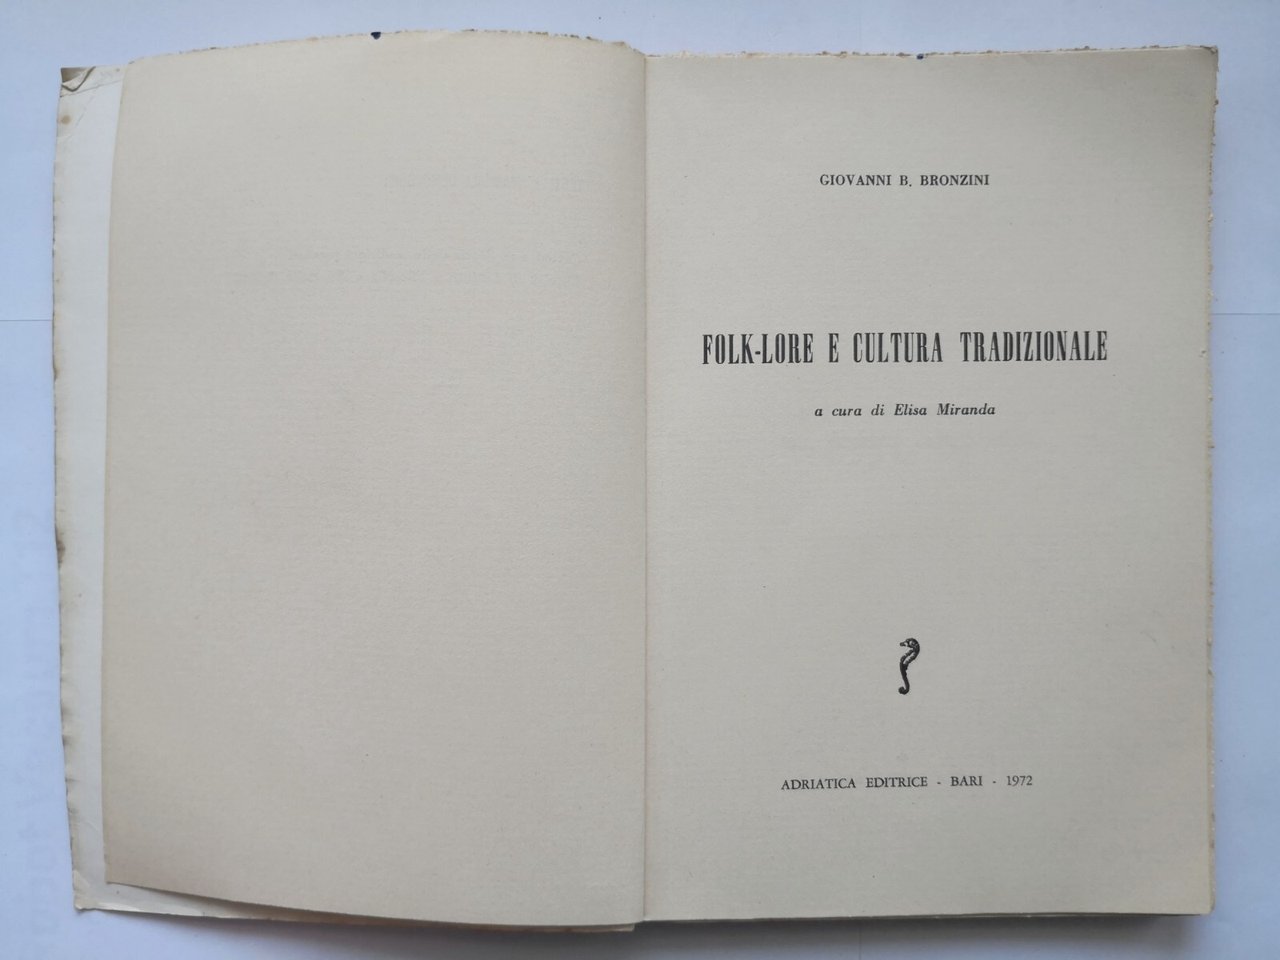 GIOVANNI B. BRONZINI
FOLK-LORE E CULTURA TRADIZIONALE
a cura di Elisa Miranda
ADRIATICA EDITRICE - BARI - 1972